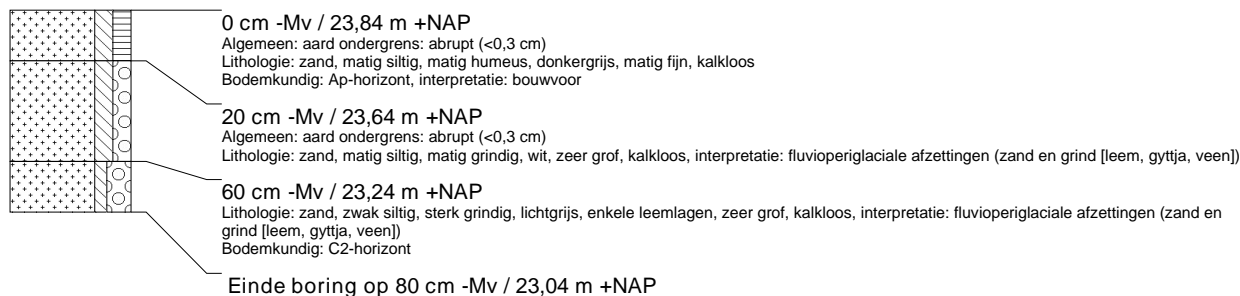 0 cm -Mv / 23,84 m +NAP
Algemeen: aard ondergrens: abrupt (<0,3 cm)
Lithologie: zand, matig siltig, matig humeus, donkergrijs, matig fijn, kalkloos
Bodemkundig: Ap-horizont, interpretatie: bouwvoor
20 cm -Mv / 23,64 m +NAP
Algemeen: aard ondergrens: abrupt (<0,3 cm)
Lithologie: zand, matig siltig, matig grindig, wit, zeer grof, kalkloos, interpretatie: fluvioperiglaciale afzettingen (zand en grind [leem, gyttja, veen])
60 cm -Mv / 23,24 m +NAP
Lithologie: zand, zwak siltig, sterk grindig, lichtgrijs, enkele leemlagen, zeer grof, kalkloos, interpretatie: fluvioperiglaciale afzettingen (zand en
grind [leem, gyttja, veen])
Bodemkundig: C2-horizont
Einde boring op 80 cm -Mv / 23,04 m +NAP